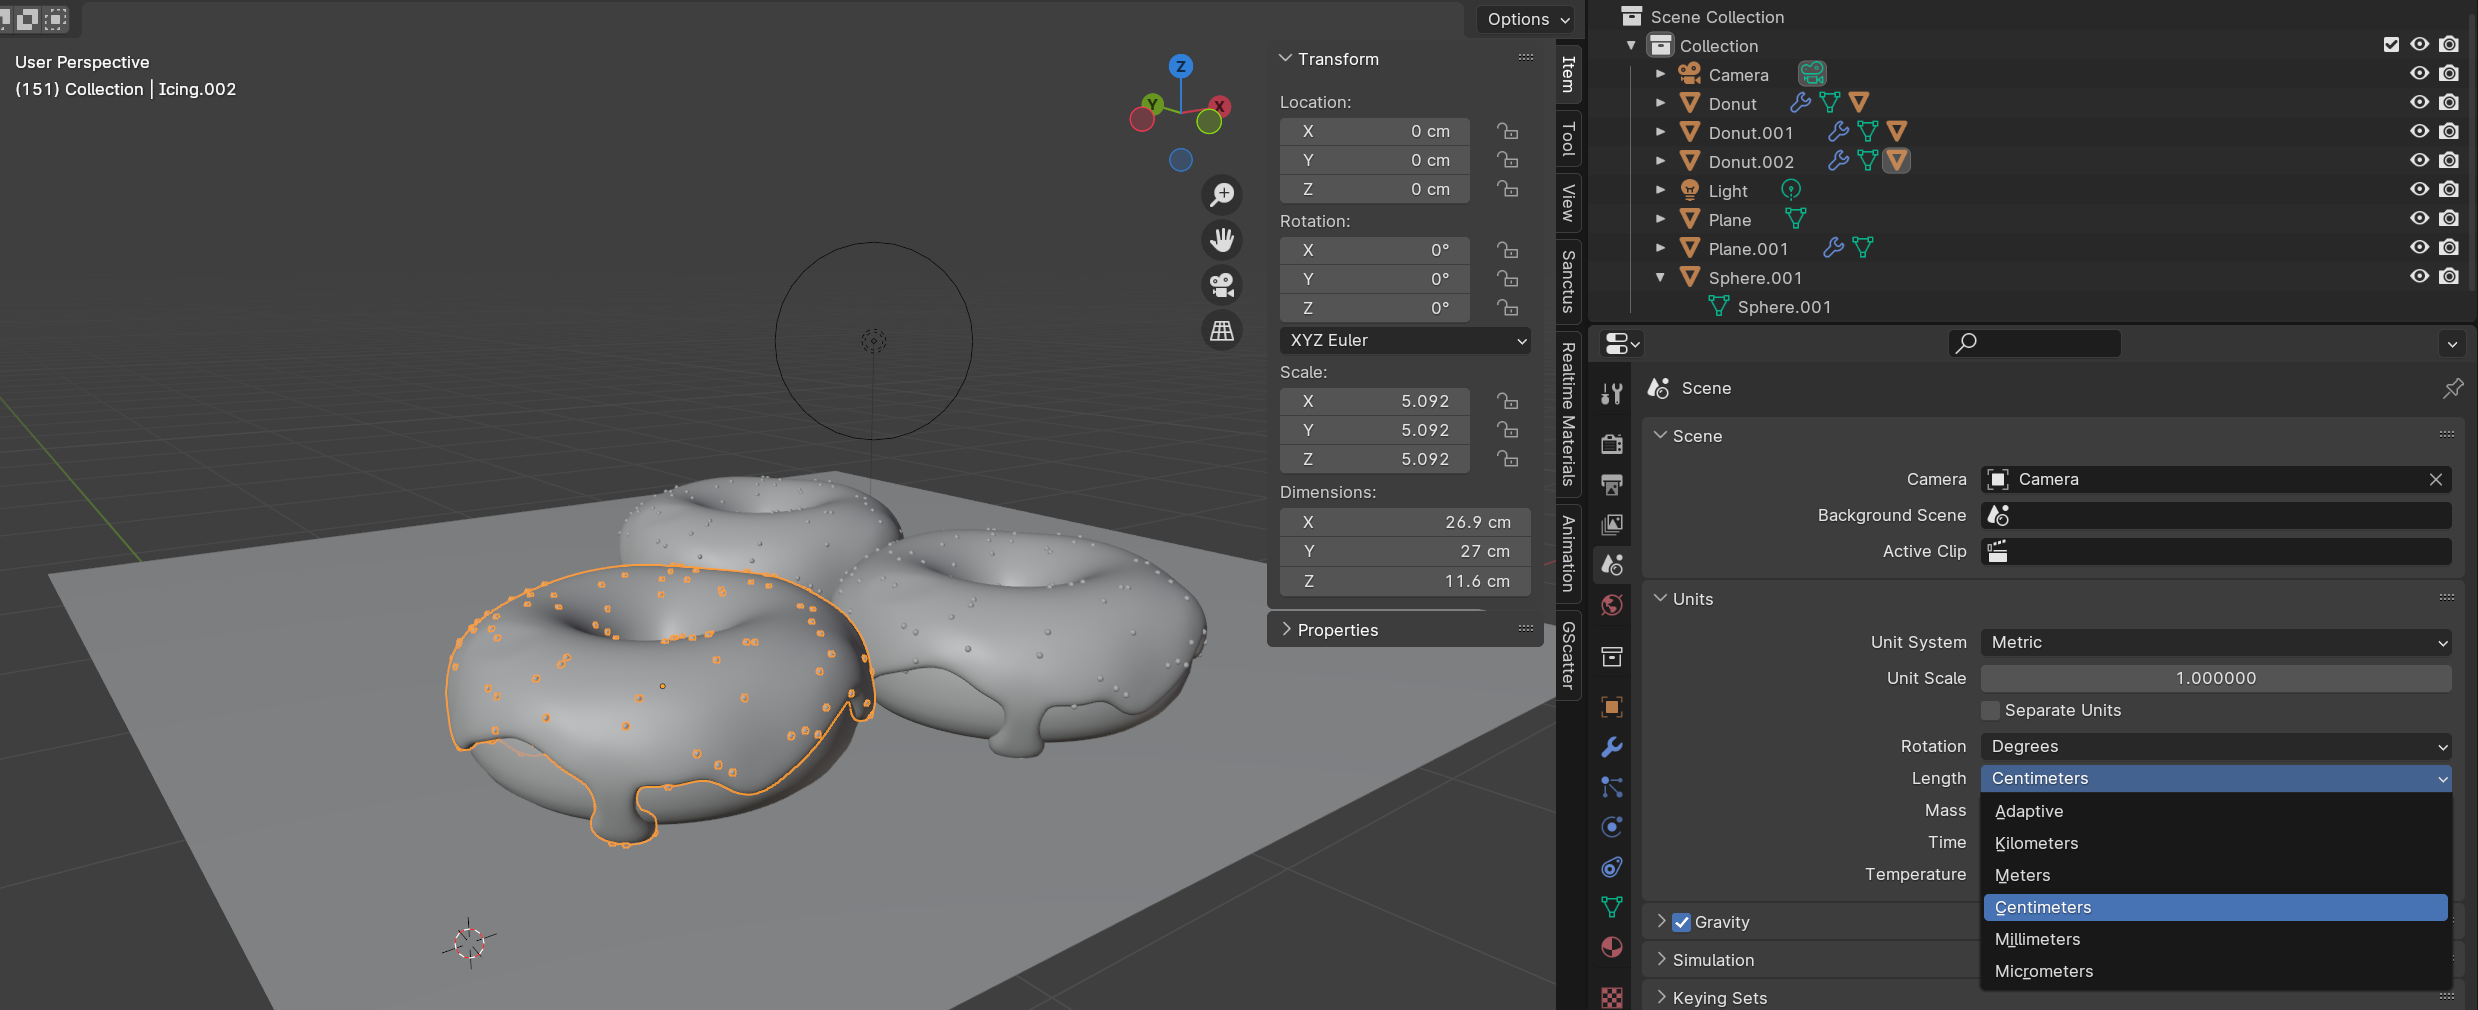 Options
User Perspective
(151) Collection | Icing.002
Z
Y
X
Transform
Location:
X 0 cm
Y 0 cm
Z 0 cm
Rotation:
X 0°
Y 0°
Z 0°
XYZ Euler
Scale:
X 5.092
Y 5.092
Z 5.092
Dimensions:
X 26.9 cm
Y 27 cm
Z 11.6 cm
Properties
Item
Tool
View
Sanctus
Realtime Materials
Animation
GScatter
Scene Collection
Collection
Camera
Donut
Donut.001
Donut.002
Light
Plane
Plane.001
Sphere.001
Sphere.001
Scene
Scene
Camera Camera
Background Scene
Active Clip
Units
Unit System Metric
Unit Scale 1.000000
Separate Units
Rotation Degrees
Length Centimeters
Mass
Time
Temperature
Adaptive
Kilometers
Meters
Centimeters
Millimeters
Micrometers
Gravity
Simulation
Keying Sets